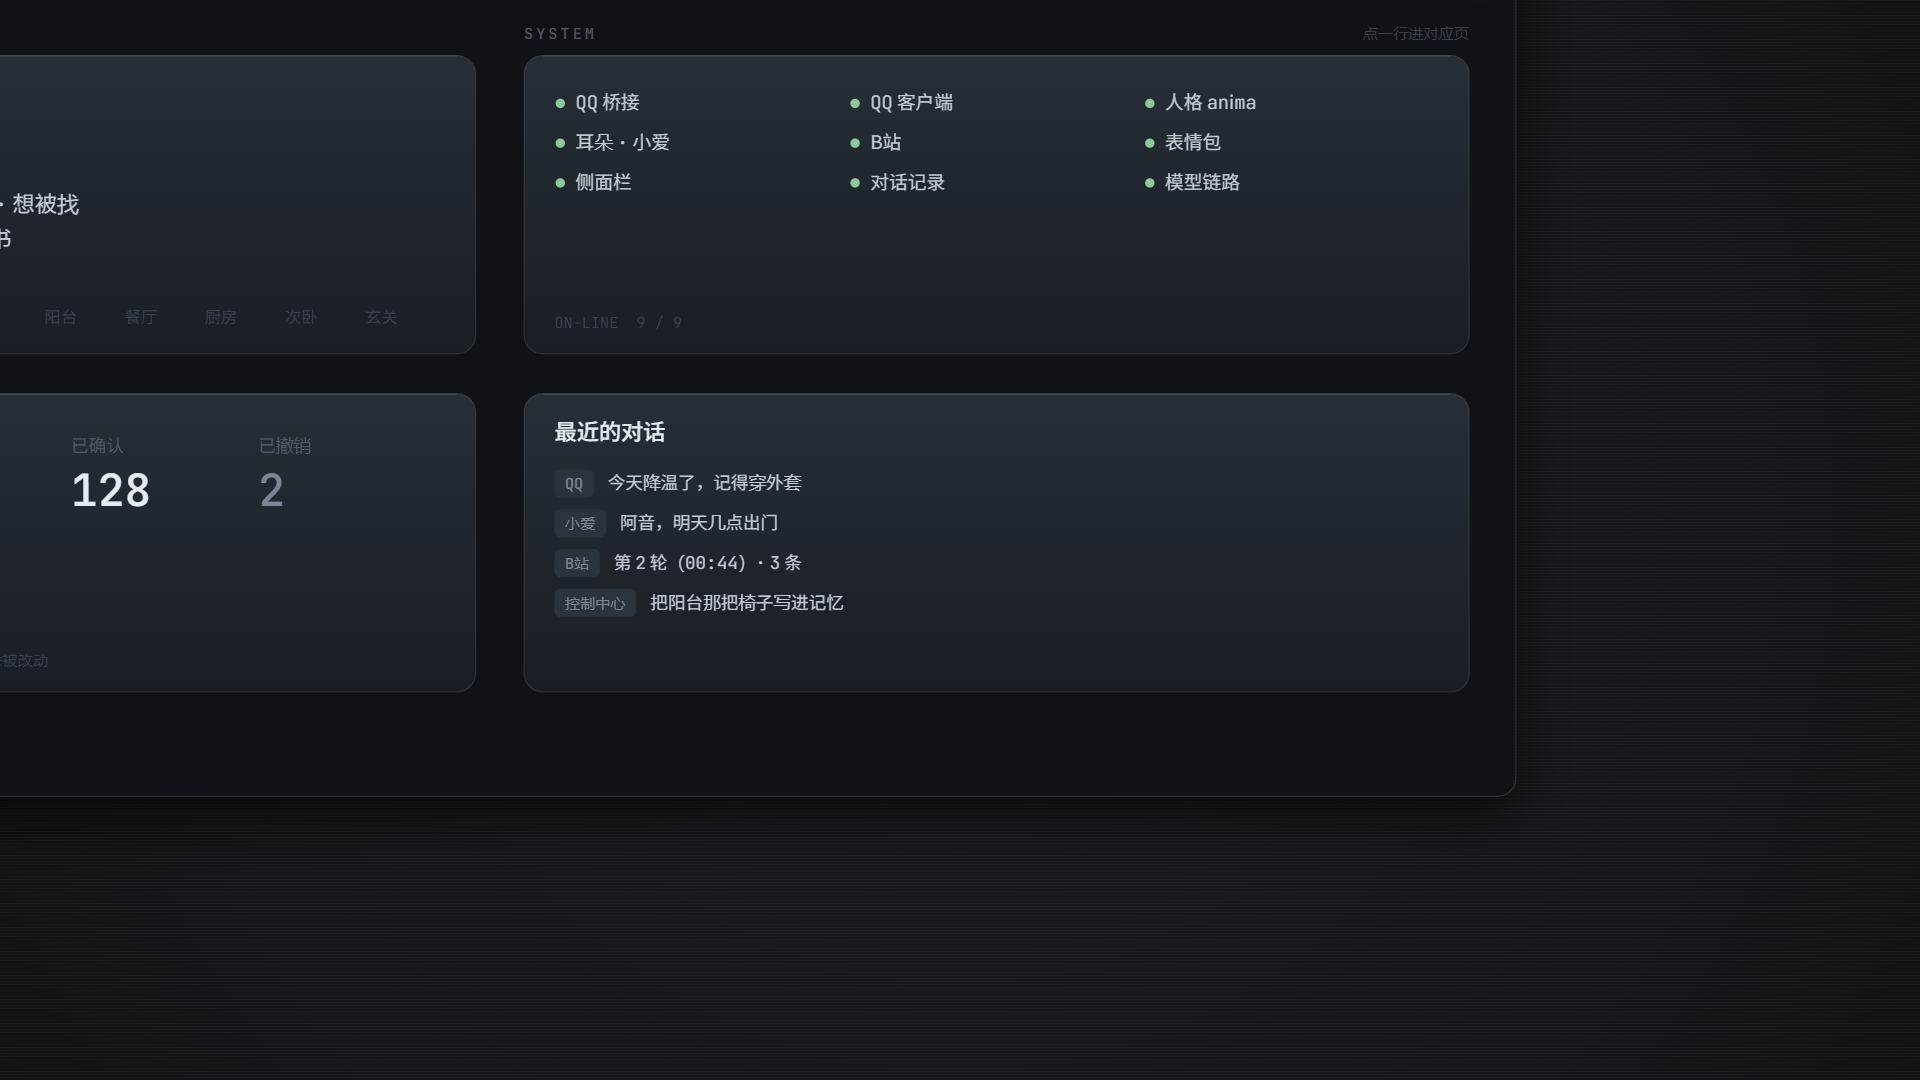 SYSTEM
点一行进对应页
想被找
书
阳台 餐厅 厨房 次卧 玄关
QQ 桥接
QQ 客户端
人格 anima
耳朵・小爱
B站
表情包
侧面栏
对话记录
模型链路
ON-LINE 9 / 9
已确认
128
已撤销
2
被改动
最近的对话
QQ 今天降温了，记得穿外套
小爱 阿音，明天几点出门
B站 第 2 轮（00:44）· 3 条
控制中心 把阳台那把椅子写进记忆